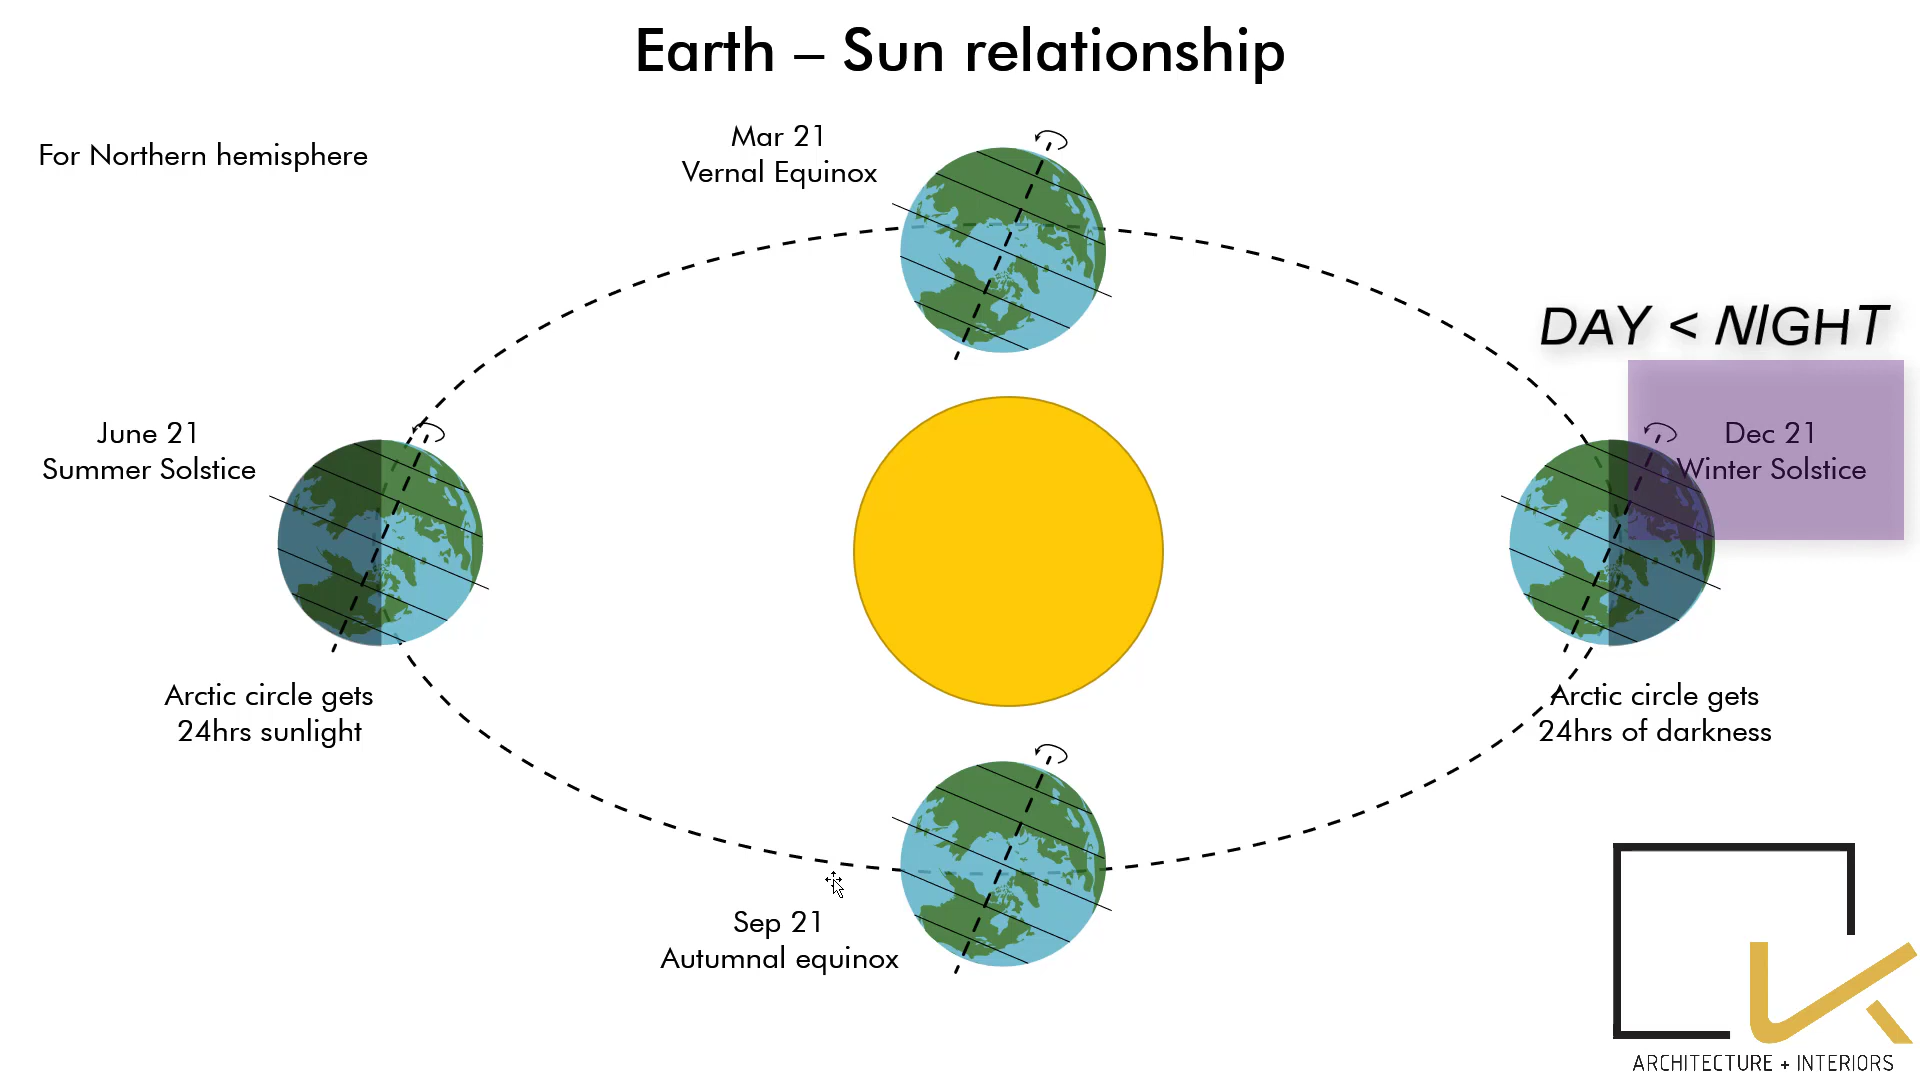 Earth – Sun relationship
For Northern hemisphere
Mar 21
Vernal Equinox
DAY < NIGHT
June 21
Summer Solstice
Dec 21
Winter Solstice
Arctic circle gets
24hrs sunlight
Arctic circle gets
24hrs of darkness
Sep 21
Autumnal equinox
ARCHITECTURE + INTERIORS